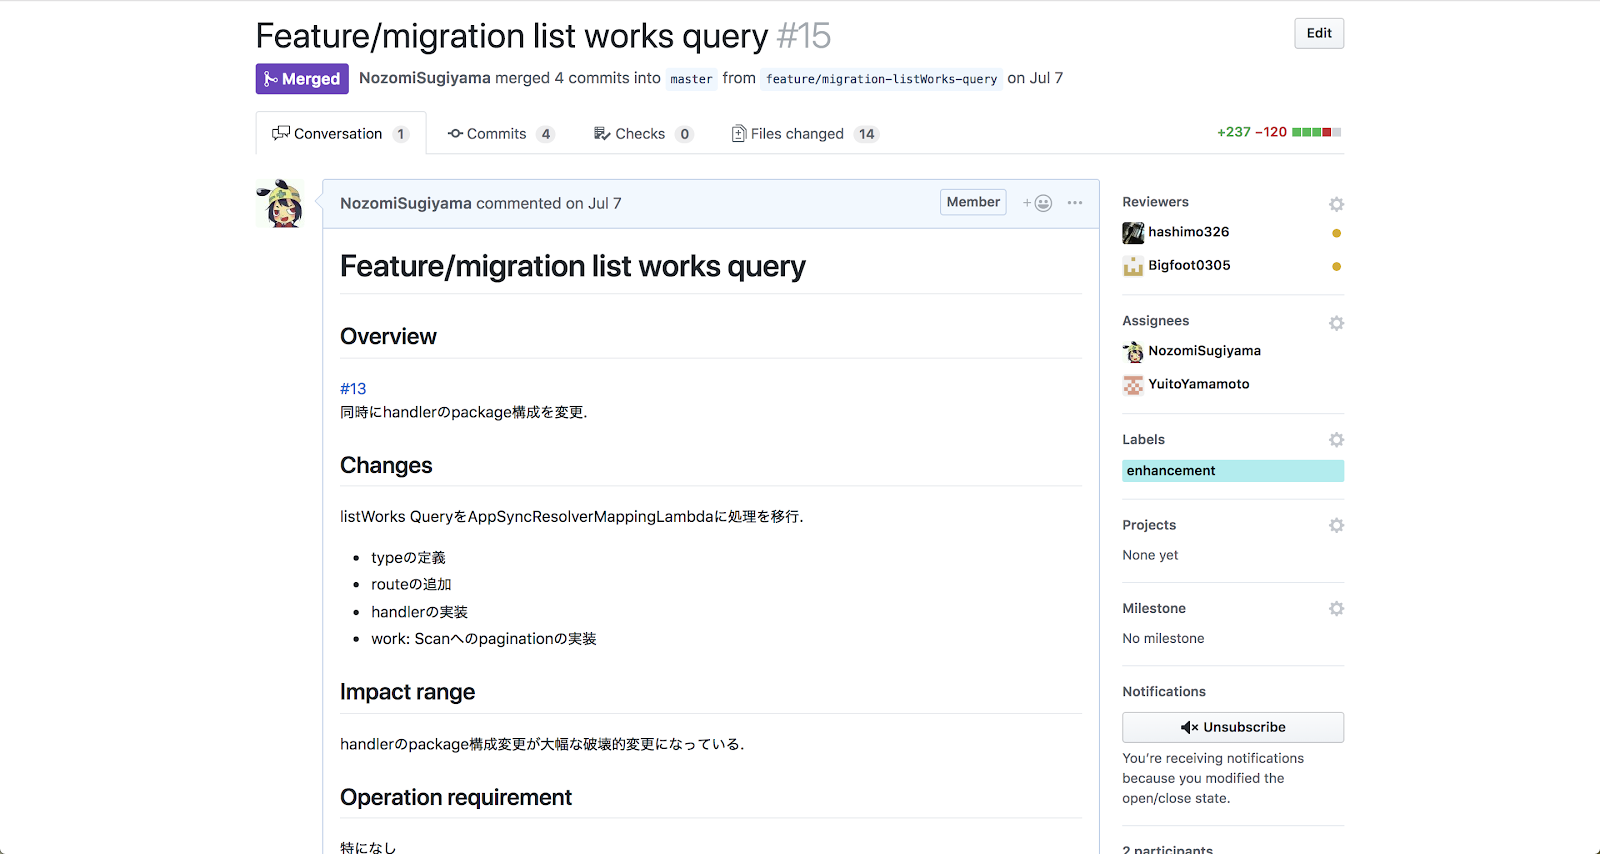 Feature/migration list works query #15
Edit
Merged NozomiSugiyama merged 4 commits into master from feature/migration-listWorks-query on Jul 7
Conversation 1 Commits 4 Checks 0 Files changed 14
+237 −120
NozomiSugiyama commented on Jul 7
Member
Feature/migration list works query
Overview
#13
同時にhandlerのpackage構成を変更.
Changes
listWorks QueryをAppSyncResolverMappingLambdaに処理を移行.
typeの定義
routeの追加
handlerの実装
work: Scanへのpaginationの実装
Impact range
handlerのpackage構成変更が大幅な破壊的変更になっている.
Operation requirement
特になし
Reviewers
hashimo326
Bigfoot0305
Assignees
NozomiSugiyama
YuitoYamamoto
Labels
enhancement
Projects
None yet
Milestone
No milestone
Notifications
Unsubscribe
You’re receiving notifications
because you modified the
open/close state.
2 participants